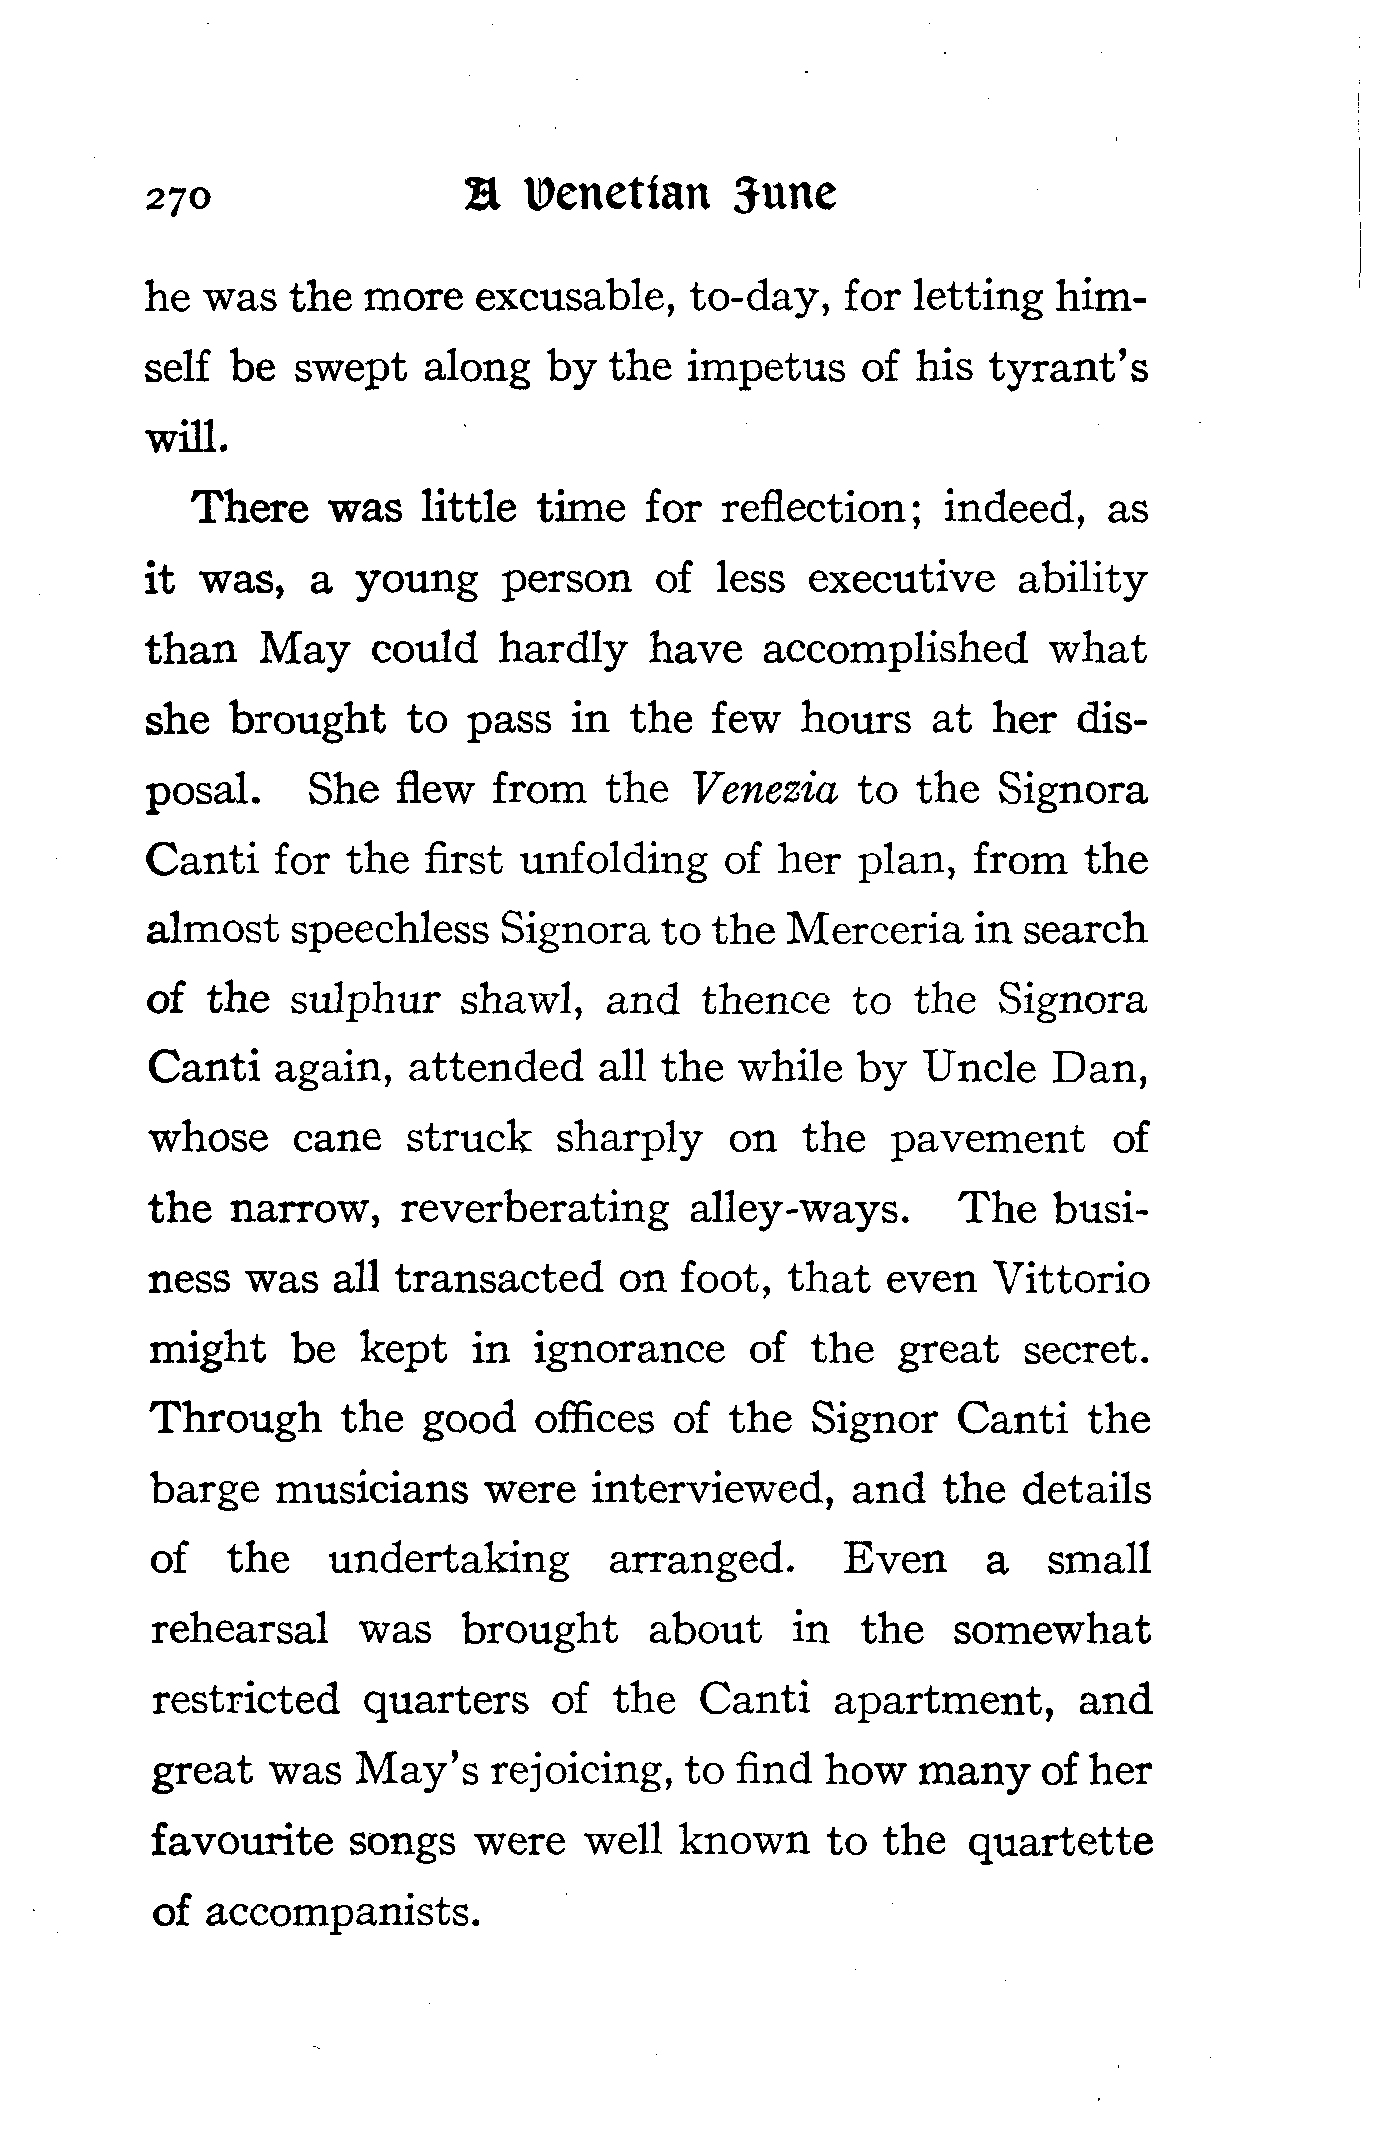 270 A Venetian June
he was the more excusable, to-day, for letting him-
self be swept along by the impetus of his tyrant's
will.
There was little time for reflection; indeed, as
it was, a young person of less executive ability
than May could hardly have accomplished what
she brought to pass in the few hours at her dis-
posal. She flew from the Venezia to the Signora
Canti for the first unfolding of her plan, from the
almost speechless Signora to the Merceria in search
of the sulphur shawl, and thence to the Signora
Canti again, attended all the while by Uncle Dan,
whose cane struck sharply on the pavement of
the narrow, reverberating alley-ways. The busi-
ness was all transacted on foot, that even Vittorio
might be kept in ignorance of the great secret.
Through the good offices of the Signor Canti the
barge musicians were interviewed, and the details
of the undertaking arranged. Even a small
rehearsal was brought about in the somewhat
restricted quarters of the Canti apartment, and
great was May's rejoicing, to find how many of her
favourite songs were well known to the quartette
of accompanists.